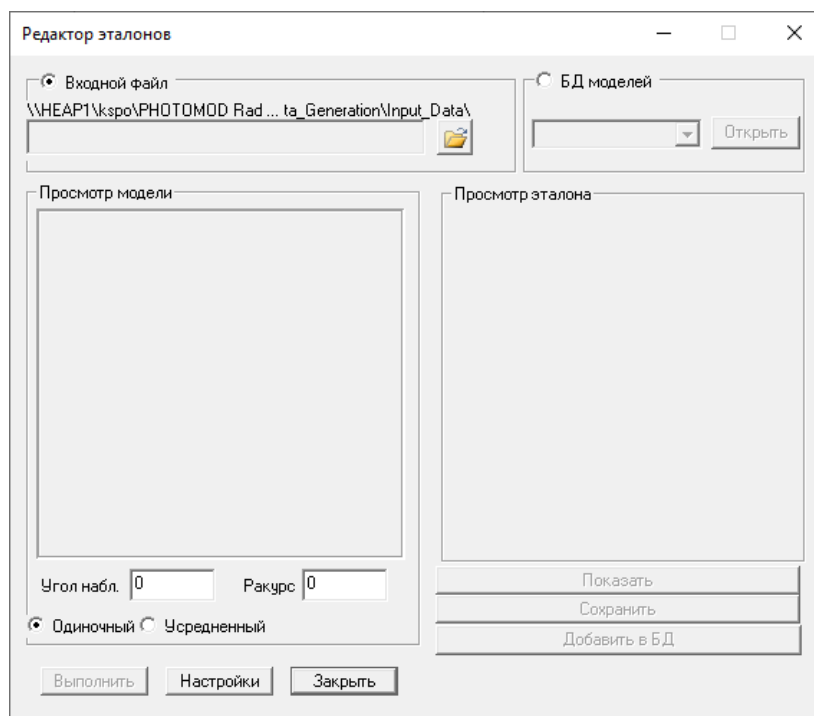 Редактор эталонов
Входной файл
\\HEAP1\kspo\PHOTOMOD Rad ... ta_Generation\Input_Data\
БД моделей
Открыть
Просмотр модели
Просмотр эталона
Угол набл. 0 Ракурс 0
Одиночный Усредненный
Показать
Сохранить
Добавить в БД
Выполнить Настройки Закрыть